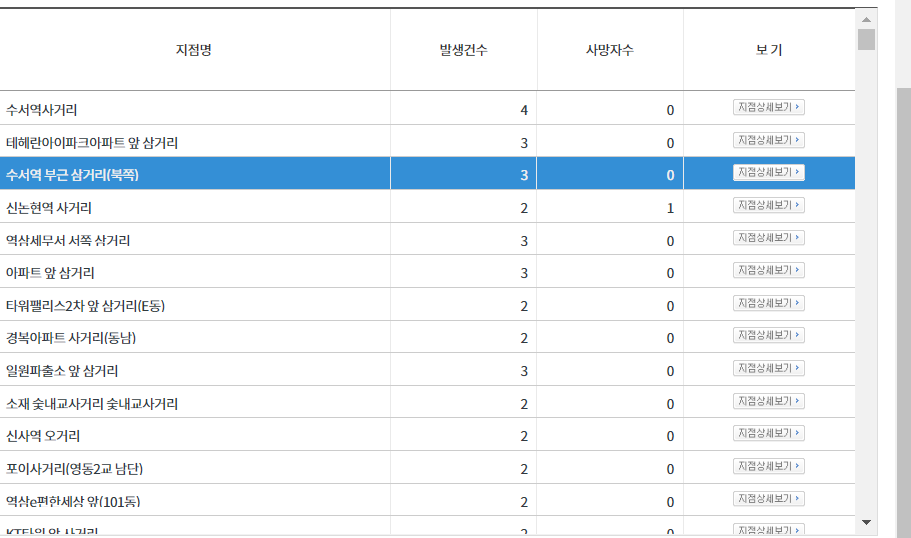 지점명 발생건수 사망자수 보 기
수서역사거리 4 0 지점상세보기
테헤란아이파크아파트 앞 삼거리 3 0 지점상세보기
수서역 부근 삼거리(북쪽) 3 0 지점상세보기
신논현역 사거리 2 1 지점상세보기
역삼세무서 서쪽 삼거리 3 0 지점상세보기
아파트 앞 삼거리 3 0 지점상세보기
타워팰리스2차 앞 삼거리(E동) 2 0 지점상세보기
경복아파트 사거리(동남) 2 0 지점상세보기
일원파출소 앞 삼거리 3 0 지점상세보기
소재 숯내교사거리 숯내교사거리 2 0 지점상세보기
신사역 오거리 2 0 지점상세보기
포이사거리(영동2교 남단) 2 0 지점상세보기
역삼e편한세상 앞(101동) 2 0 지점상세보기
KT타워 앞 사거리 2 0 지점상세보기